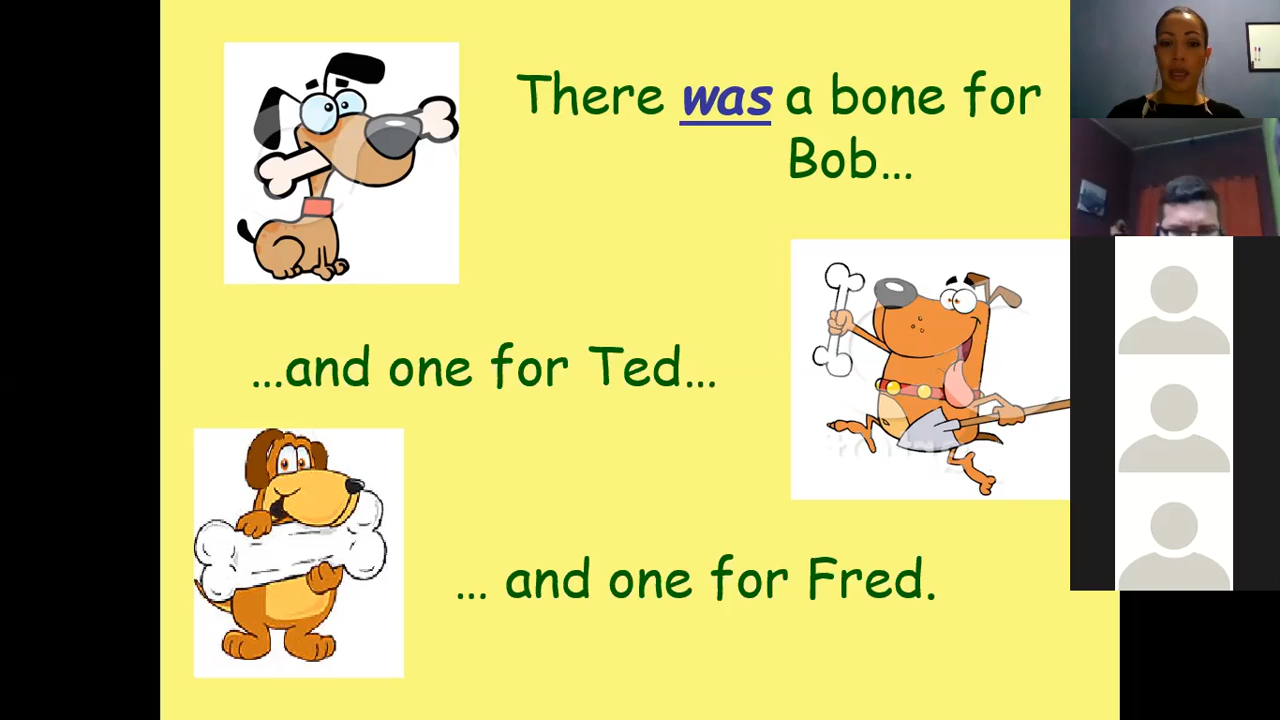 There was a bone for
Bob...
...and one for Ted...
... and one for Fred.